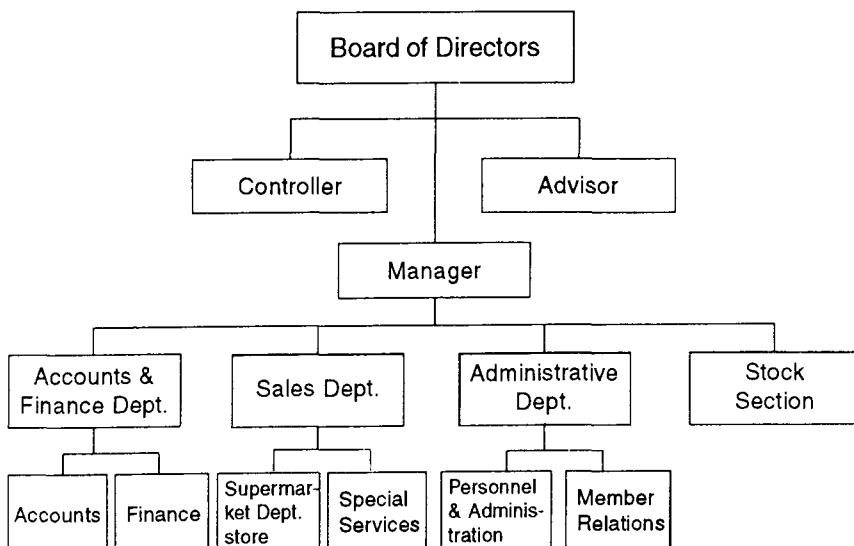 Board of Directors
Controller
Advisor
Manager
Accounts &
Finance Dept.
Sales Dept.
Administrative
Dept.
Stock
Section
Accounts
Finance
Supermar-
ket Dept.
store
Special
Services
Personnel
& Adminis-
tration
Member
Relations